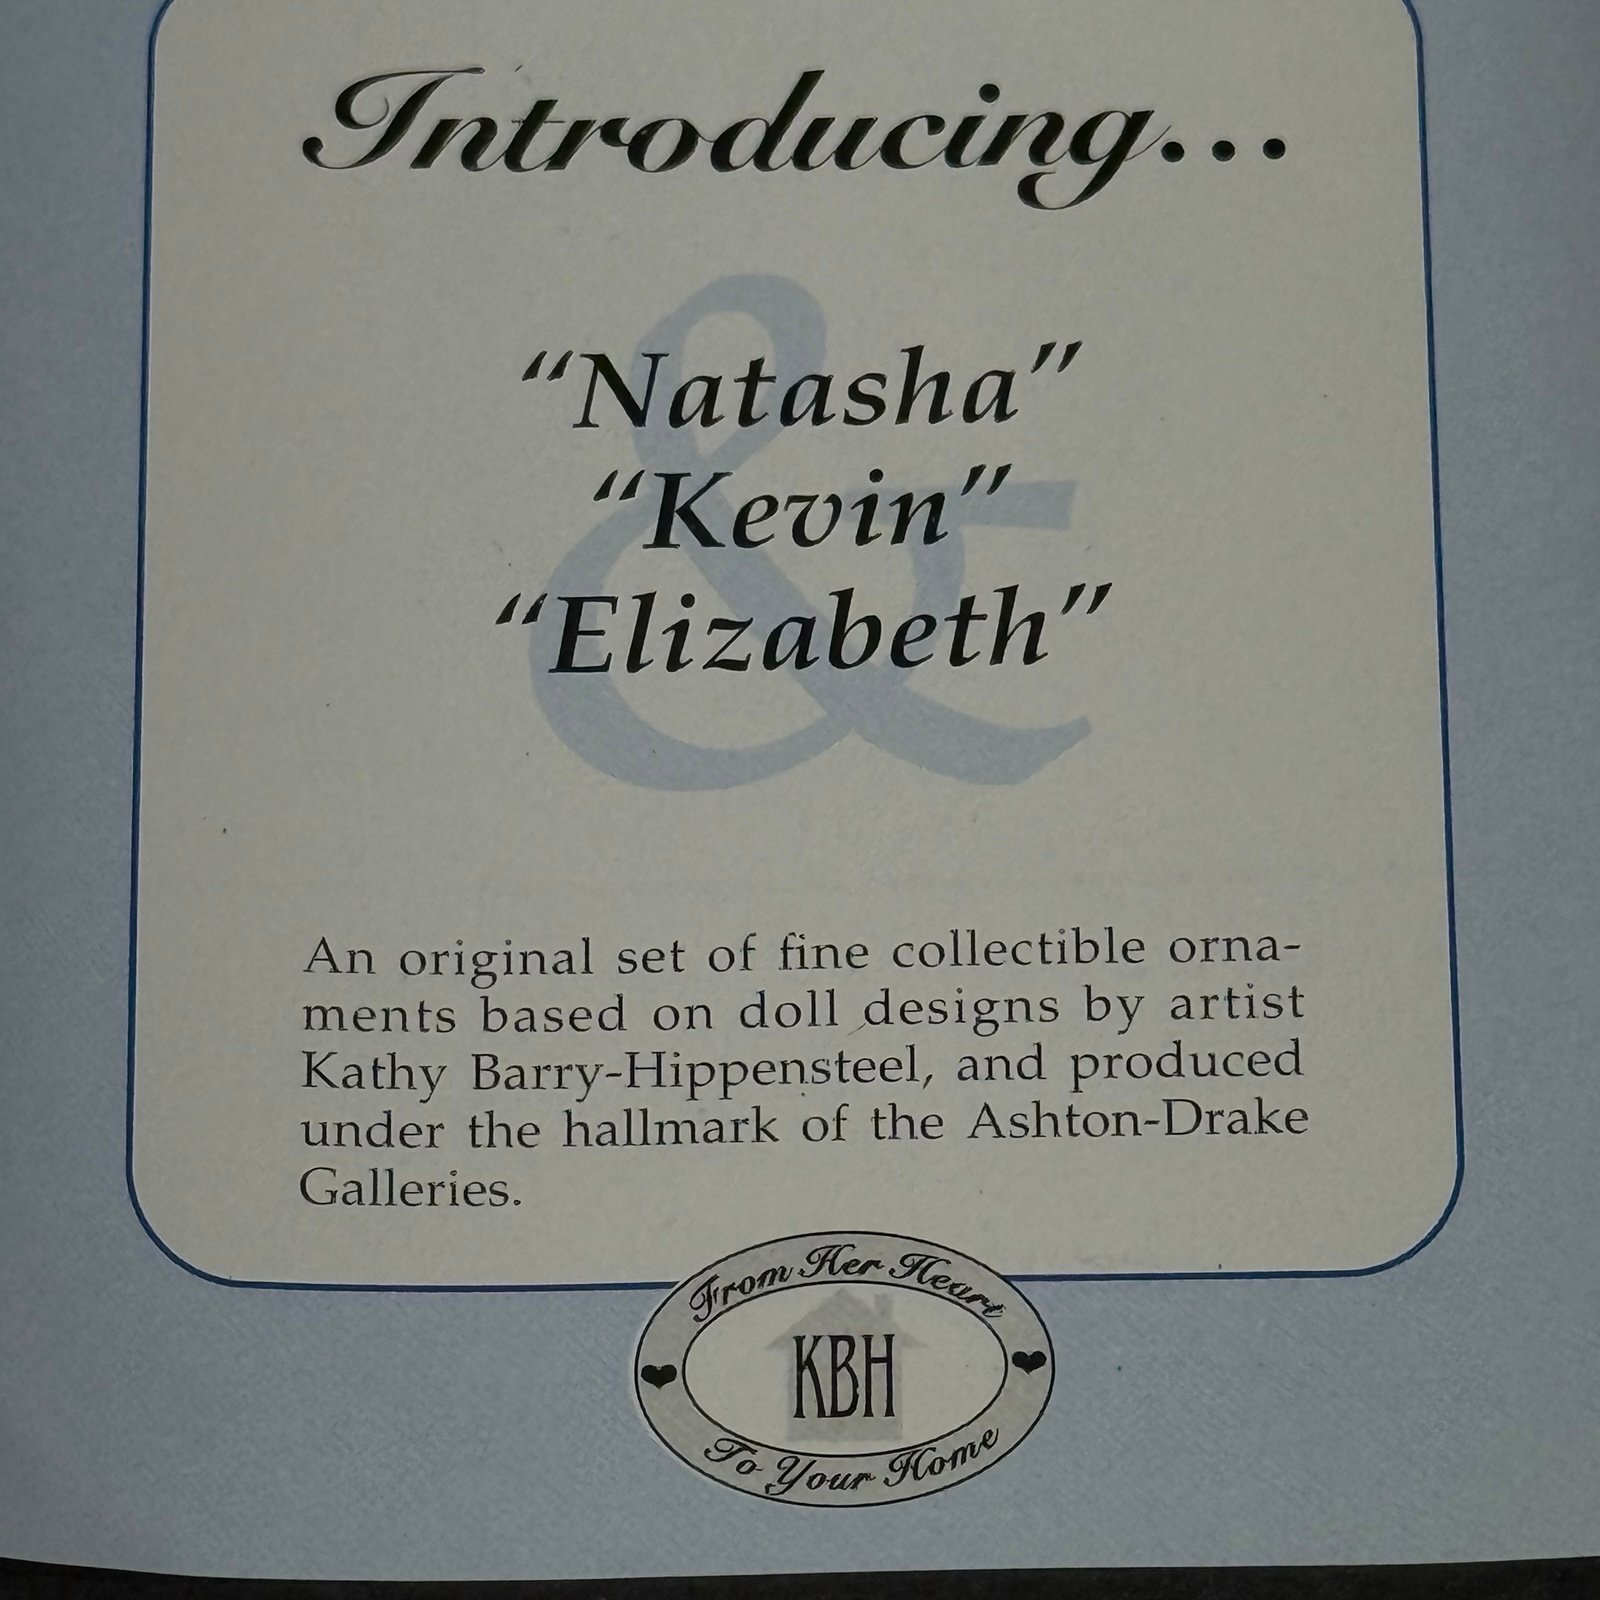 Introducing...
&
“Natasha”
“Kevin”
“Elizabeth”
An original set of fine collectible orna-
ments based on doll designs by artist
Kathy Barry-Hippensteel, and produced
under the hallmark of the Ashton-Drake
Galleries.
From Her Heart
KBH
To Your Home